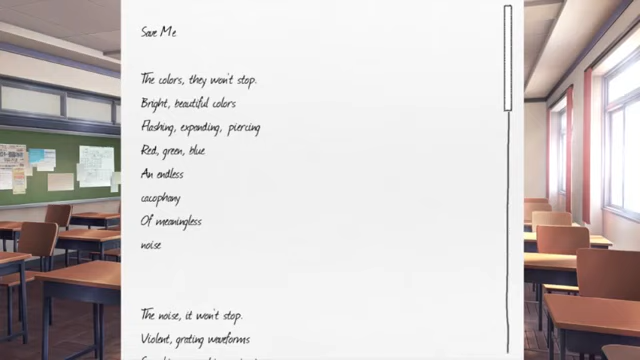 Save Me
The colors, they won't stop.
Bright, beautiful colors
Flashing, expanding, piercing
Red, green, blue
An endless
cacophony
Of meaningless
noise
The noise, it won't stop.
Violent, grating waveforms